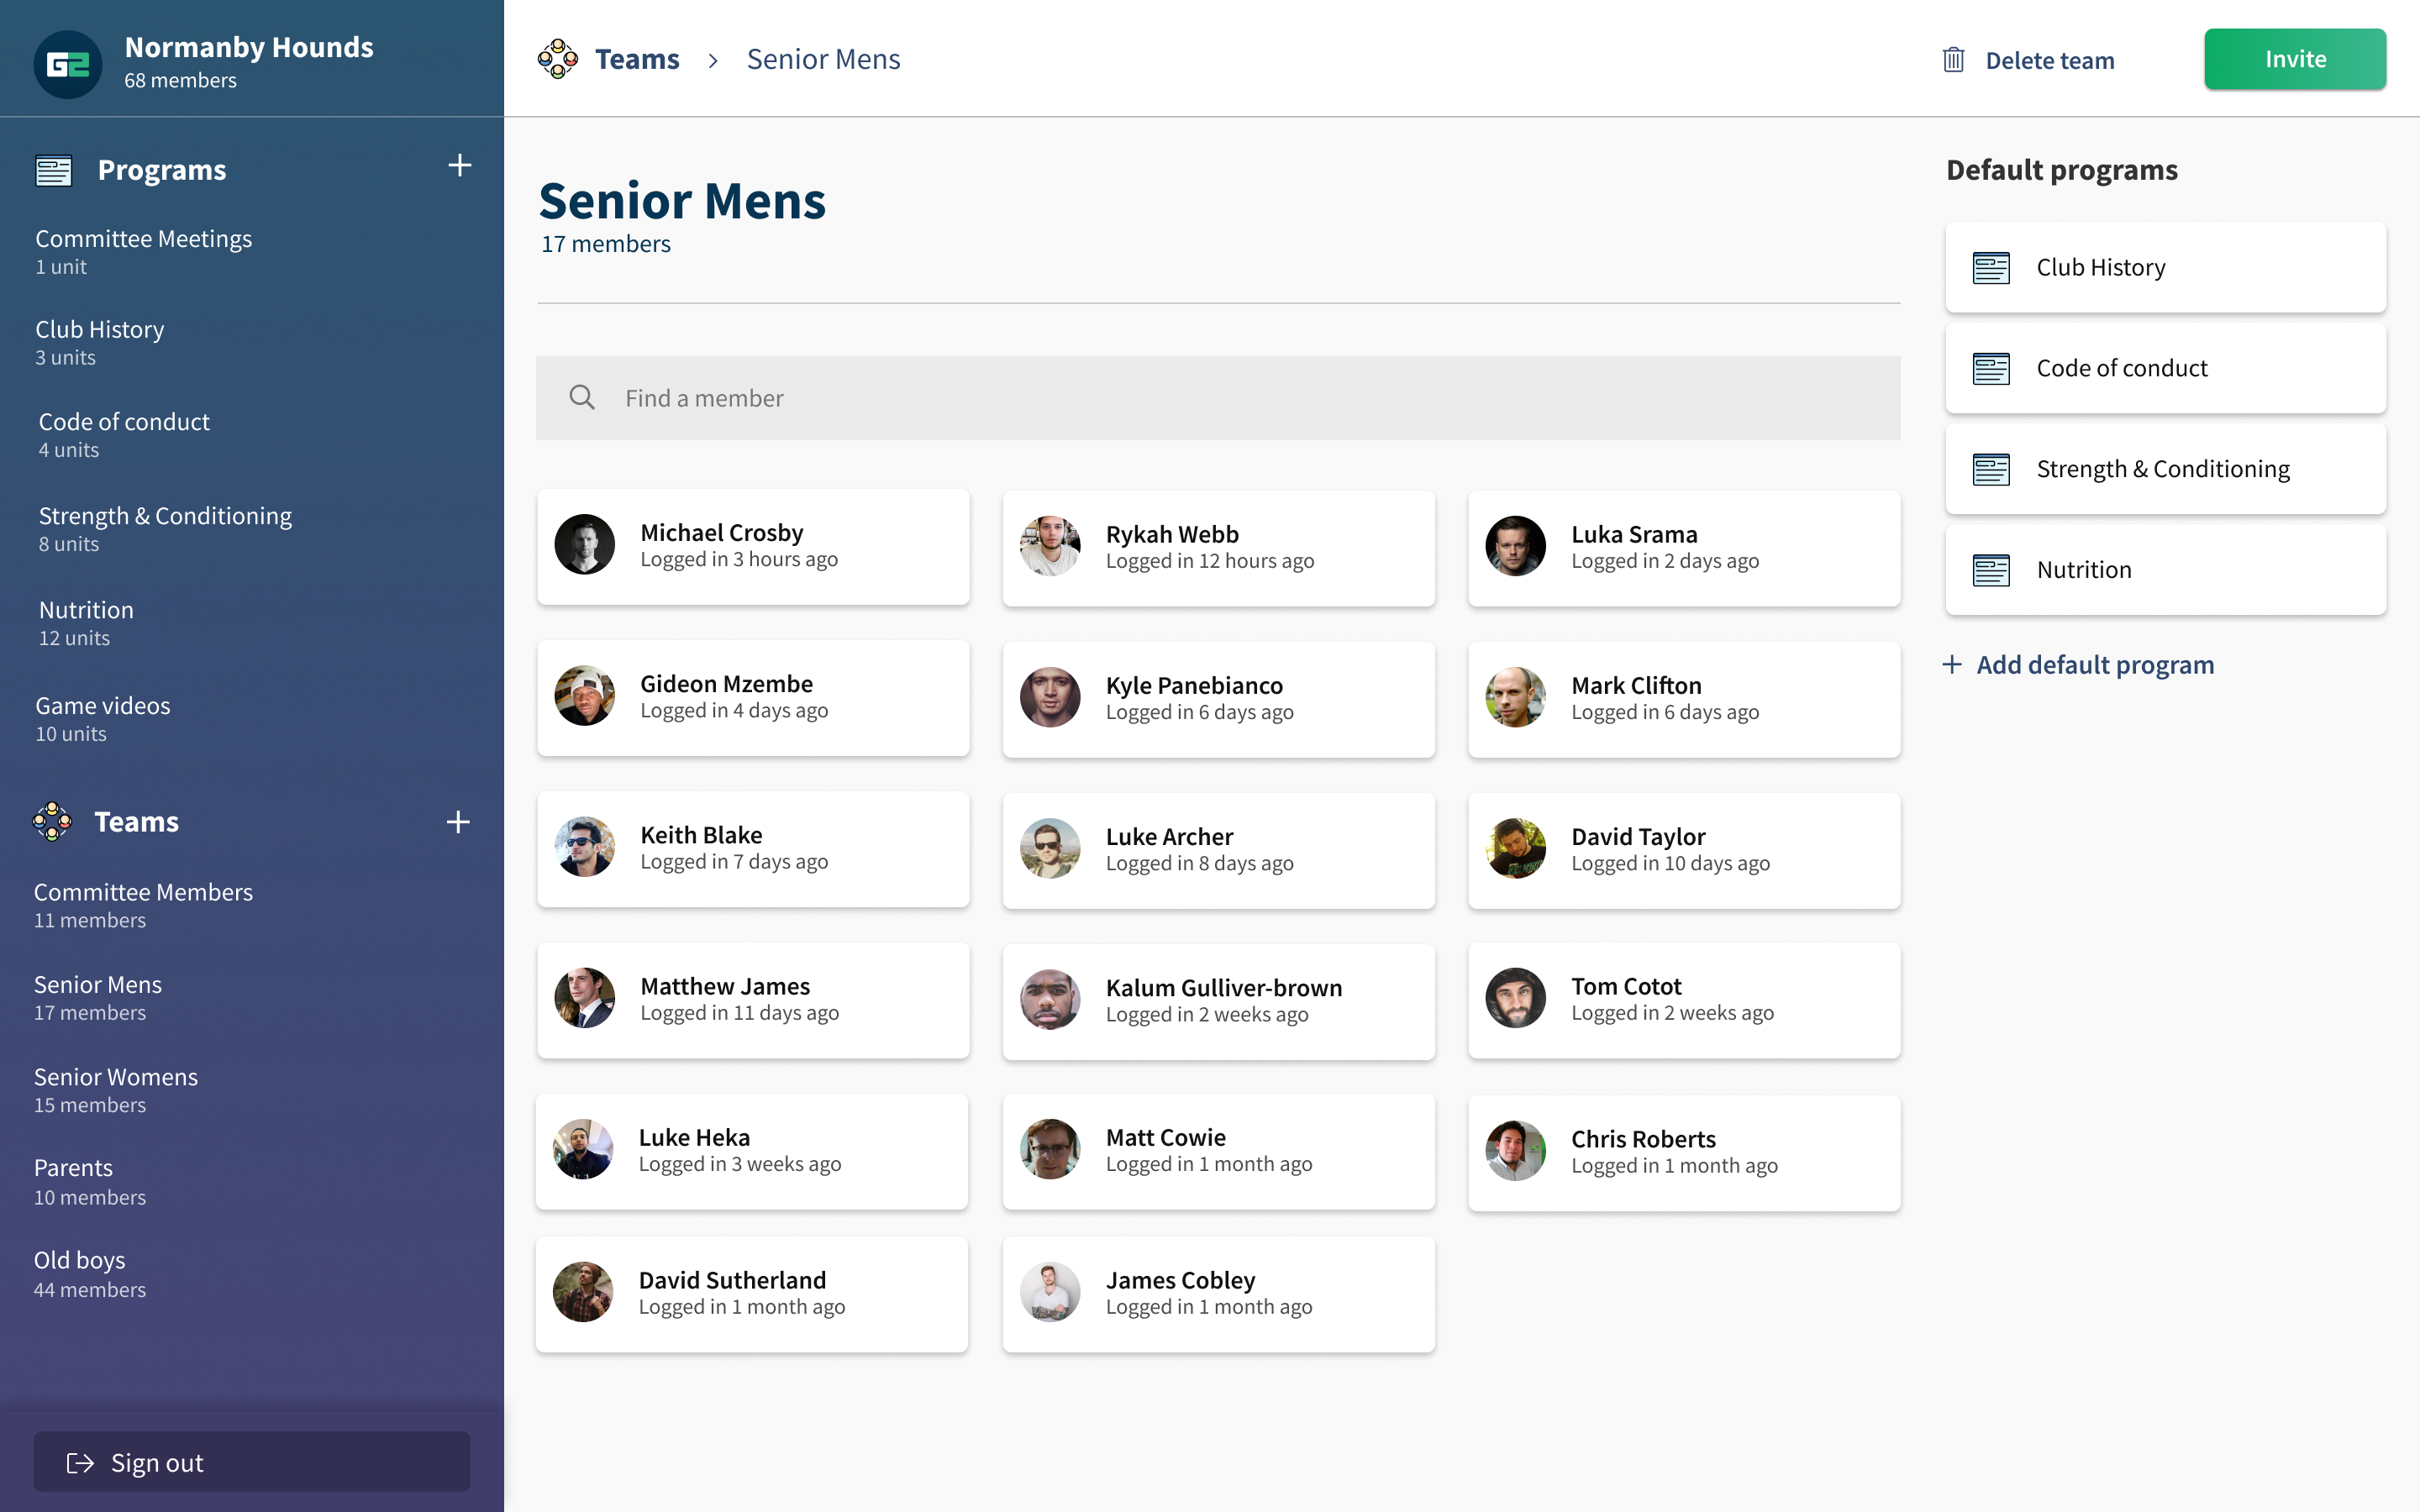 G2
Normanby Hounds
68 members
Programs
Committee Meetings
1 unit
Club History
3 units
Code of conduct
4 units
Strength & Conditioning
8 units
Nutrition
12 units
Game videos
10 units
Teams
Committee Members
11 members
Senior Mens
17 members
Senior Womens
15 members
Parents
10 members
Old boys
44 members
Sign out
Teams > Senior Mens
Delete team
Invite
Senior Mens
17 members
Find a member
Michael Crosby
Logged in 3 hours ago
Rykah Webb
Logged in 12 hours ago
Luka Srama
Logged in 2 days ago
Gideon Mzembe
Logged in 4 days ago
Kyle Panebianco
Logged in 6 days ago
Mark Clifton
Logged in 6 days ago
Keith Blake
Logged in 7 days ago
Luke Archer
Logged in 8 days ago
David Taylor
Logged in 10 days ago
Matthew James
Logged in 11 days ago
Kalum Gulliver-brown
Logged in 2 weeks ago
Tom Cotot
Logged in 2 weeks ago
Luke Heka
Logged in 3 weeks ago
Matt Cowie
Logged in 1 month ago
Chris Roberts
Logged in 1 month ago
David Sutherland
Logged in 1 month ago
James Cobley
Logged in 1 month ago
Default programs
Club History
Code of conduct
Strength & Conditioning
Nutrition
+ Add default program